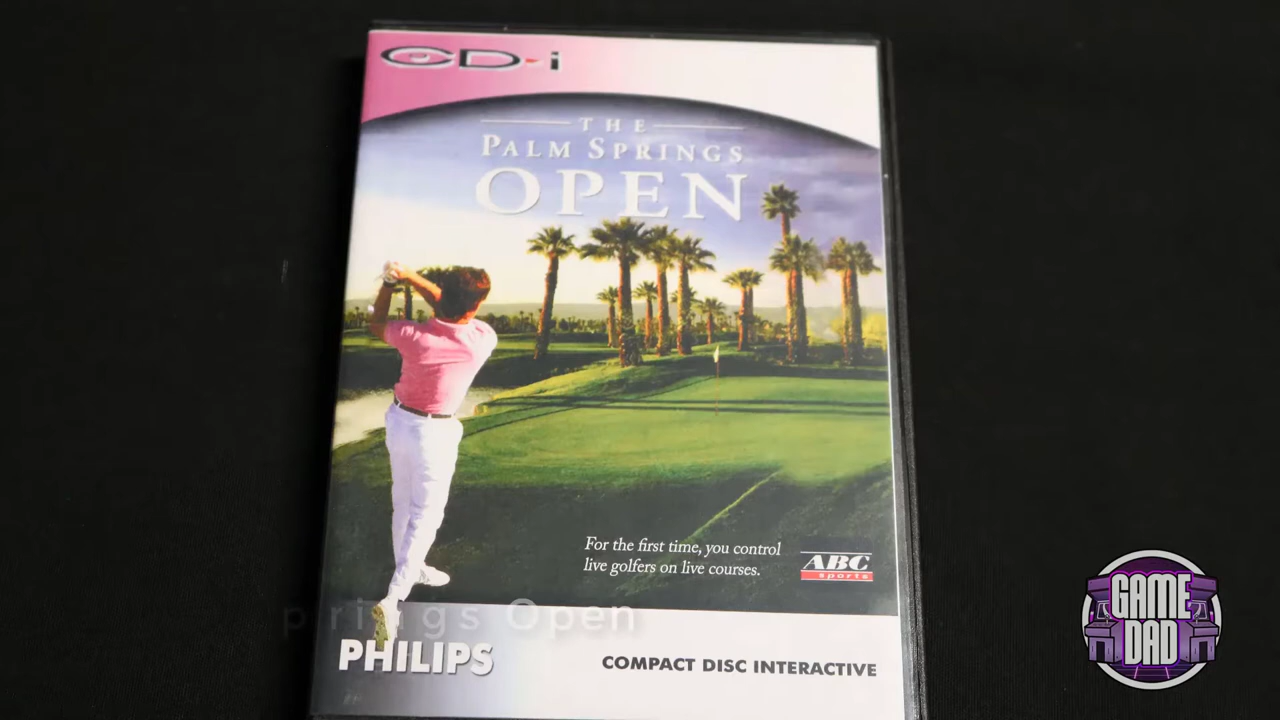 CD-i
THE
PALM SPRINGS
OPEN
For the first time, you control
live golfers on live courses.
ABC
sports
prings Open
PHILIPS
COMPACT DISC INTERACTIVE
GAME
DAD